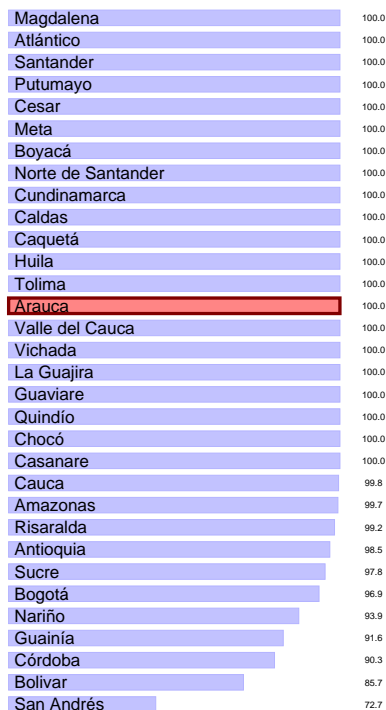 Magdalena 100.0
Atlántico 100.0
Santander 100.0
Putumayo 100.0
Cesar 100.0
Meta 100.0
Boyacá 100.0
Norte de Santander 100.0
Cundinamarca 100.0
Caldas 100.0
Caquetá 100.0
Huila 100.0
Tolima 100.0
Arauca 100.0
Valle del Cauca 100.0
Vichada 100.0
La Guajira 100.0
Guaviare 100.0
Quindío 100.0
Chocó 100.0
Casanare 100.0
Cauca 99.8
Amazonas 99.7
Risaralda 99.2
Antioquia 98.5
Sucre 97.8
Bogotá 96.9
Nariño 93.9
Guainía 91.6
Córdoba 90.3
Bolivar 85.7
San Andrés 72.7